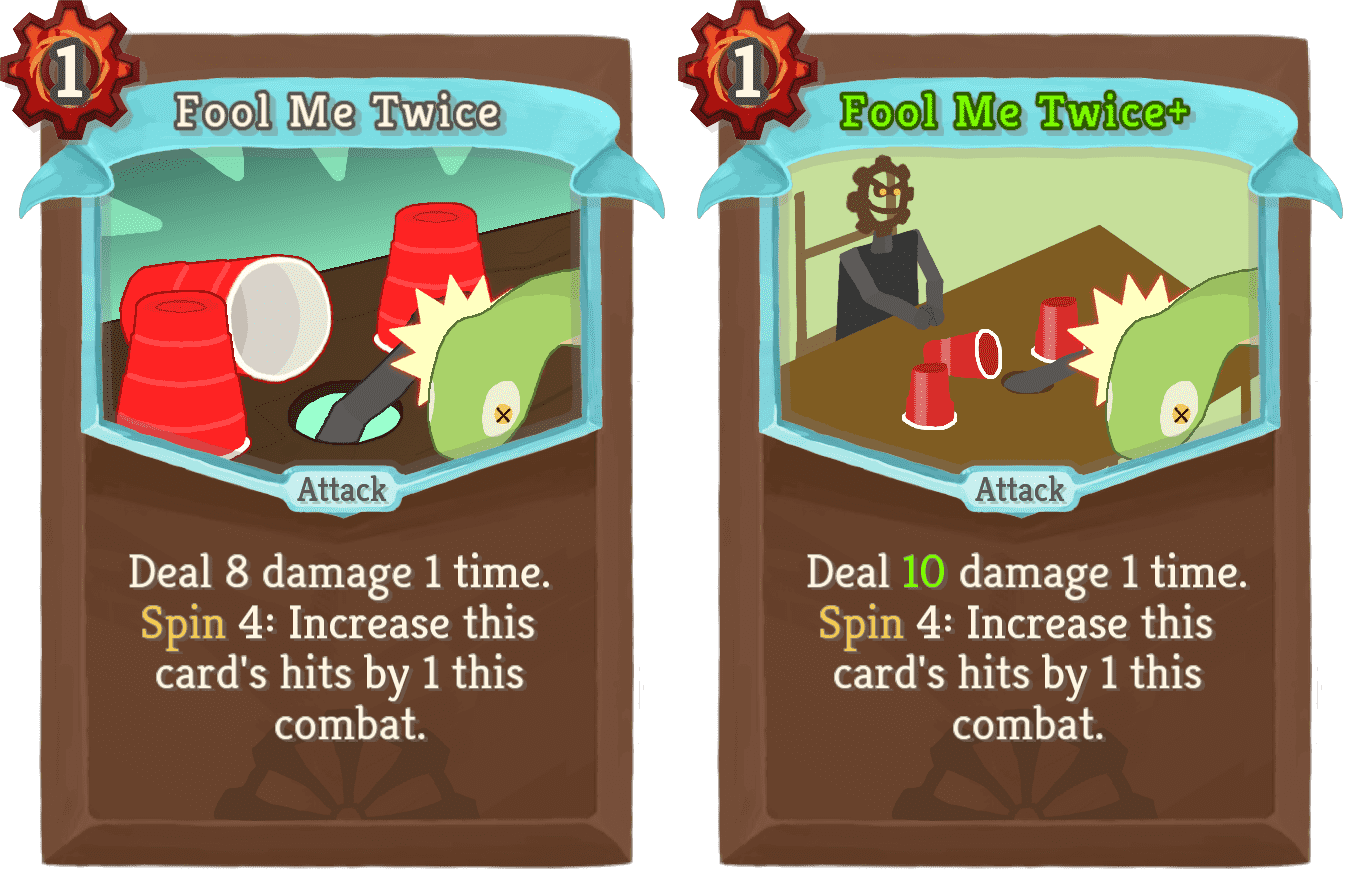 1
Fool Me Twice
Attack
Deal 8 damage 1 time.
Spin 4: Increase this
card's hits by 1 this
combat.
1
Fool Me Twice+
Attack
Deal 10 damage 1 time.
Spin 4: Increase this
card's hits by 1 this
combat.